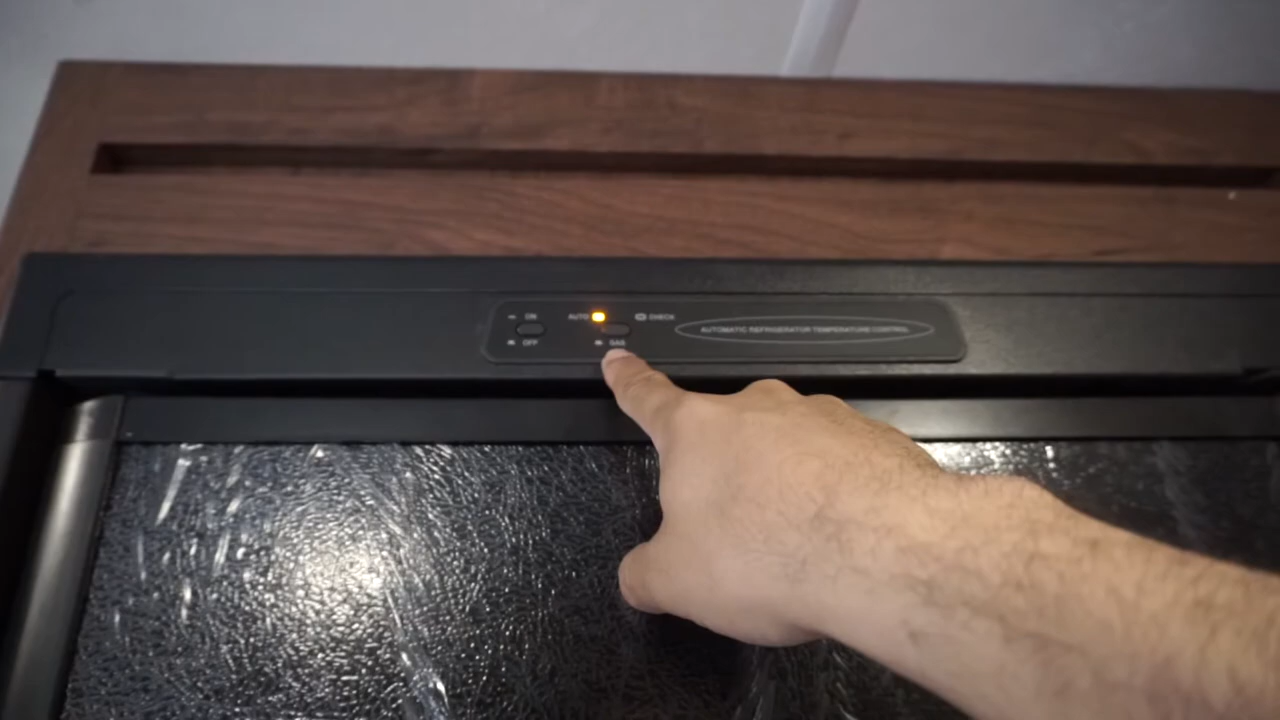 ON
OFF
AUTO
CHECK
GAS
AUTOMATIC REFRIGERATOR TEMPERATURE CONTROL